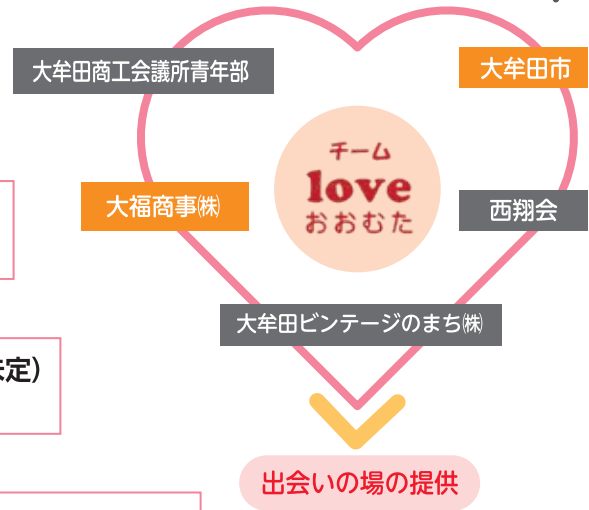 大牟田商工会議所青年部
大牟田市
チーム
love
おおむた
大福商事㈱
西翔会
大牟田ビンテージのまち㈱
定）
出会いの場の提供